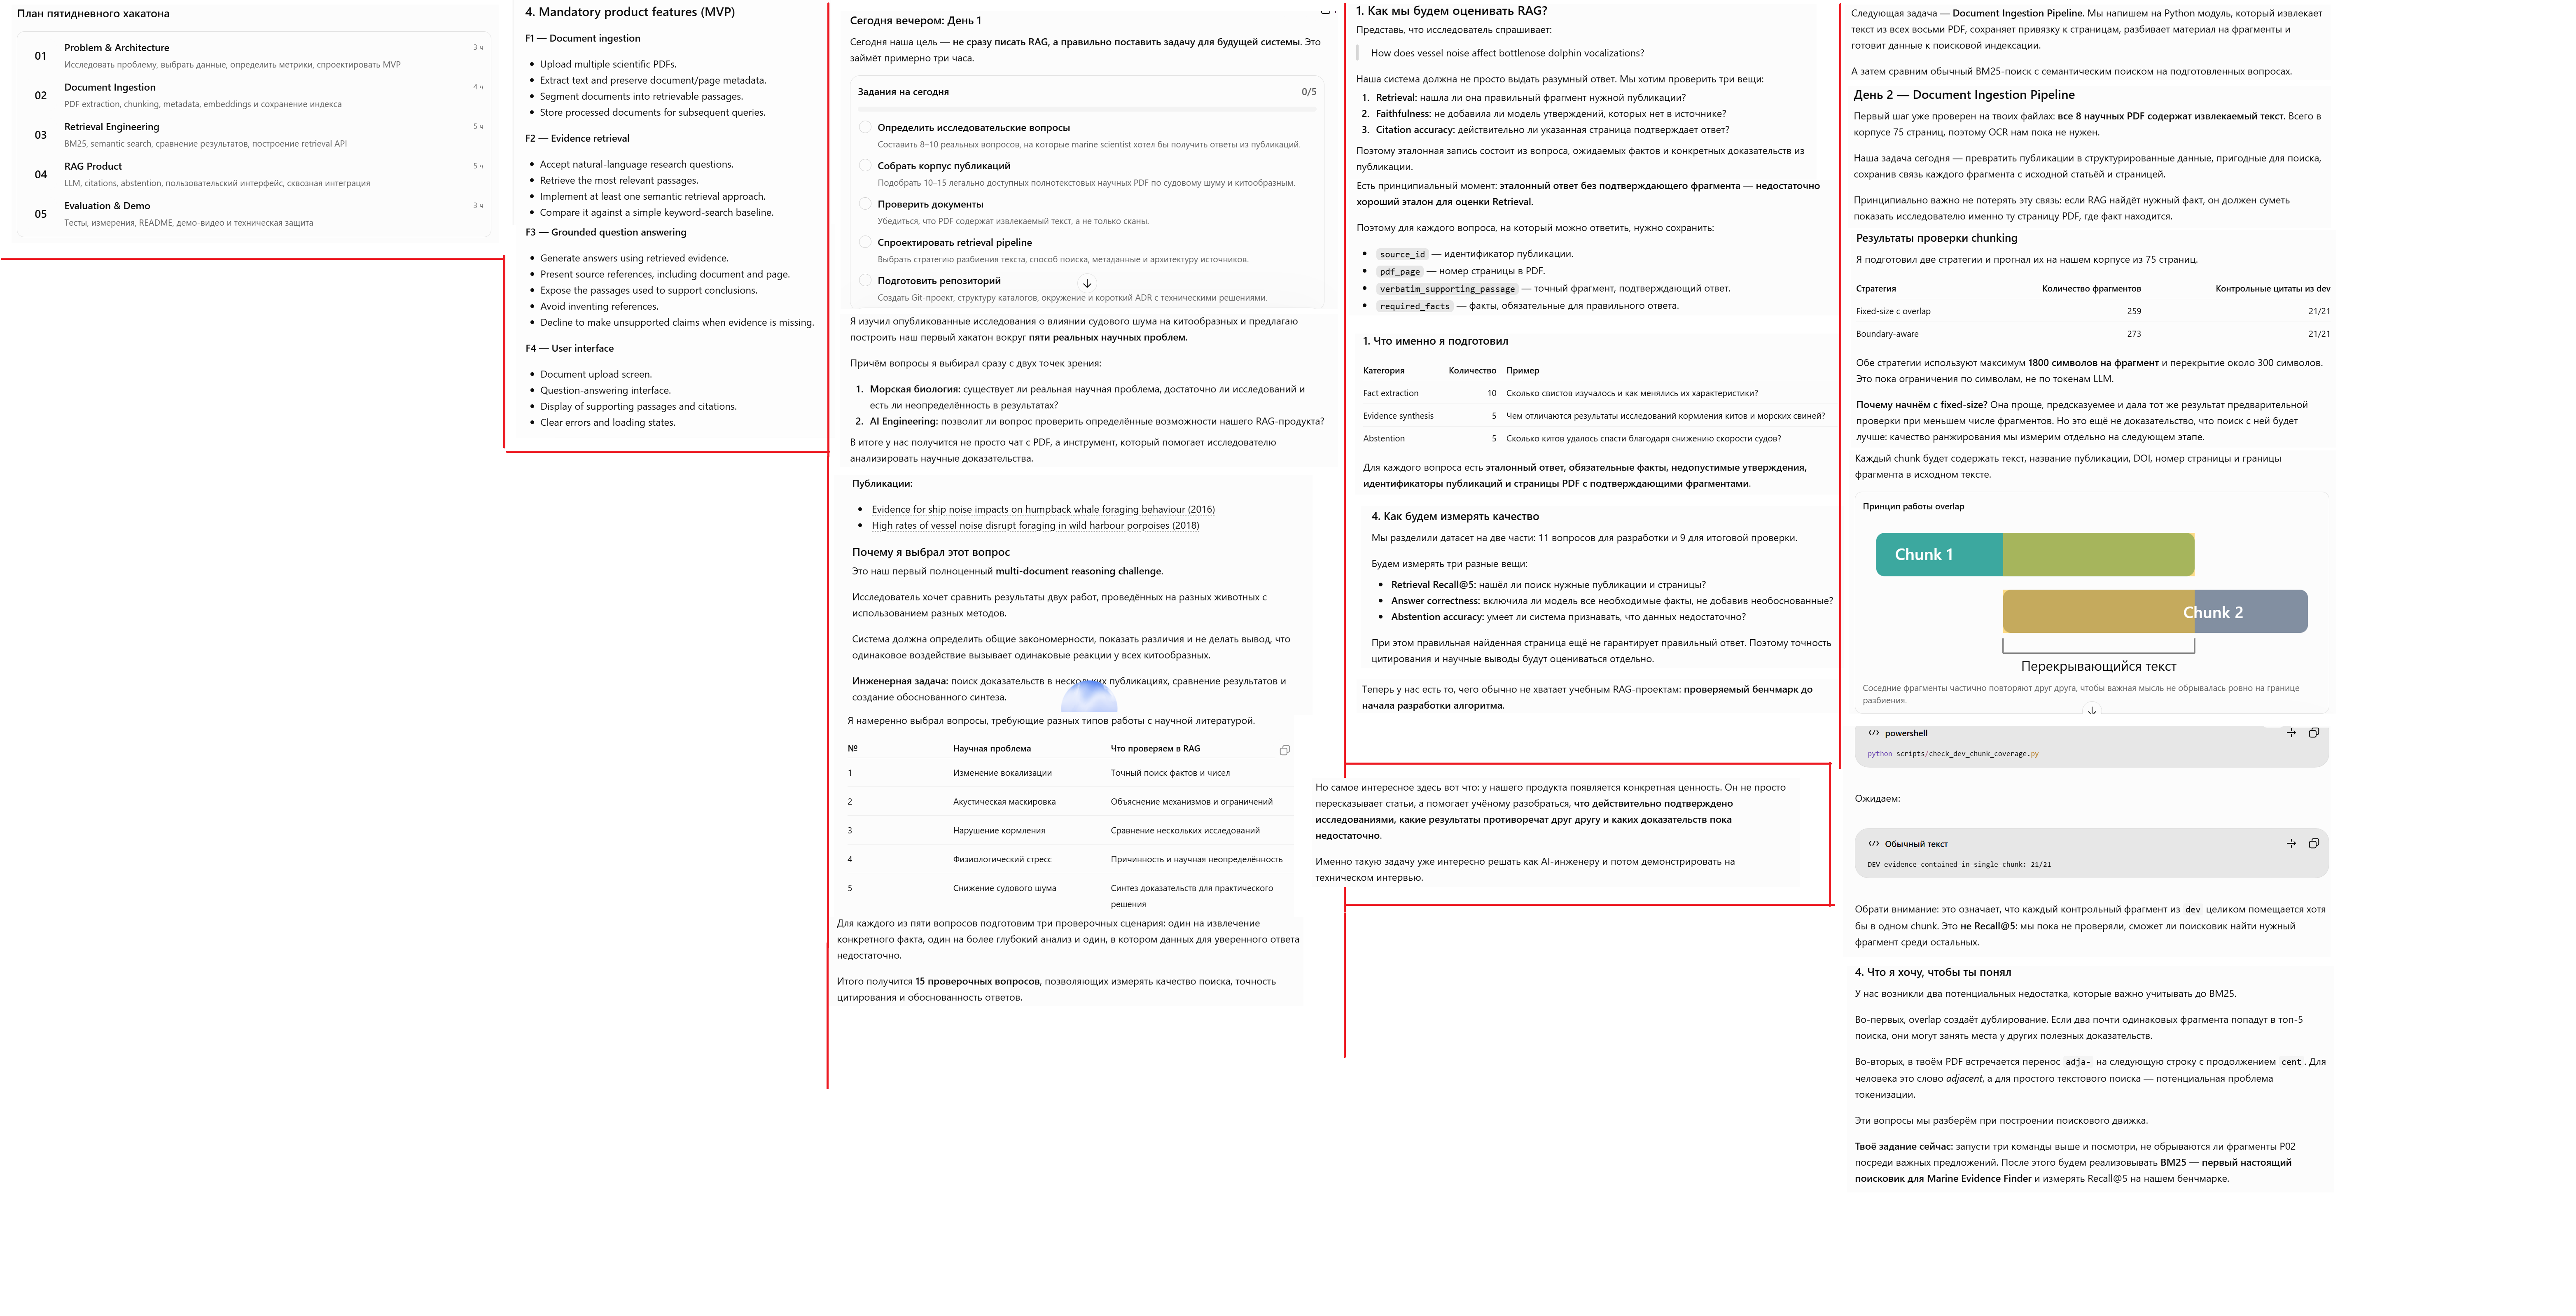 План пятидневного хакатона
01
Problem & Architecture
3 ч
Исследовать проблему, выбрать данные, определить метрики, спроектировать MVP
02
Document Ingestion
4 ч
PDF extraction, chunking, metadata, embeddings и сохранение индекса
03
Retrieval Engineering
5 ч
BM25, semantic search, сравнение результатов, построение retrieval API
04
RAG Product
5 ч
LLM, citations, abstention, пользовательский интерфейс, сквозная интеграция
05
Evaluation & Demo
3 ч
Тесты, измерения, README, демо-видео и техническая защита
4. Mandatory product features (MVP)
F1 — Document ingestion
• Upload multiple scientific PDFs.
• Extract text and preserve document/page metadata.
• Segment documents into retrievable passages.
• Store processed documents for subsequent queries.
F2 — Evidence retrieval
• Accept natural-language research questions.
• Retrieve the most relevant passages.
• Implement at least one semantic retrieval approach.
• Compare it against a simple keyword-search baseline.
F3 — Grounded question answering
• Generate answers using retrieved evidence.
• Present source references, including document and page.
• Expose the passages used to support conclusions.
• Avoid inventing references.
• Decline to make unsupported claims when evidence is missing.
F4 — User interface
• Document upload screen.
• Question-answering interface.
• Display of supporting passages and citations.
• Clear errors and loading states.
Сегодня вечером: День 1
Сегодня наша цель — не сразу писать RAG, а правильно поставить задачу для будущей системы. Это
займёт примерно три часа.
Задания на сегодня
0/5
Определить исследовательские вопросы
Составить 8–10 реальных вопросов, на которые marine scientist хотел бы получить ответы из публикаций.
Собрать корпус публикаций
Подобрать 10–15 легально доступных полнотекстовых научных PDF по судовому шуму и китообразным.
Проверить документы
Убедиться, что PDF содержат извлекаемый текст, а не только сканы.
Спроектировать retrieval pipeline
Выбрать стратегию разбиения текста, способ поиска, метаданные и архитектуру источников.
Подготовить репозиторий
Создать Git-проект, структуру каталогов, окружение и короткий ADR с техническими решениями.
Я изучил опубликованные исследования о влиянии судового шума на китообразных и предлагаю
построить наш первый хакатон вокруг пяти реальных научных проблем.
Причём вопросы я выбирал сразу с двух точек зрения:
1. Морская биология: существует ли реальная научная проблема, достаточно ли исследований и
есть ли неопределённость в результатах?
2. AI Engineering: позволит ли вопрос проверить определённые возможности нашего RAG-продукта?
В итоге у нас получится не просто чат с PDF, а инструмент, который помогает исследователю
анализировать научные доказательства.
Публикации:
• Evidence for ship noise impacts on humpback whale foraging behaviour (2016)
• High rates of vessel noise disrupt foraging in wild harbour porpoises (2018)
Почему я выбрал этот вопрос
Это наш первый полноценный multi-document reasoning challenge.
Исследователь хочет сравнить результаты двух работ, проведённых на разных животных с
использованием разных методов.
Система должна определить общие закономерности, показать различия и не делать вывод, что
одинаковое воздействие вызывает одинаковые реакции у всех китообразных.
Инженерная задача: поиск доказательств в нескольких публикациях, сравнение результатов и
создание обоснованного синтеза.
Я намеренно выбрал вопросы, требующие разных типов работы с научной литературой.
№ Научная проблема Что проверяем в RAG
1 Изменение вокализации Точный поиск фактов и чисел
2 Акустическая маскировка Объяснение механизмов и ограничений
3 Нарушение кормления Сравнение нескольких исследований
4 Физиологический стресс Причинность и научная неопределённость
5 Снижение судового шума Синтез доказательств для практического
решения
Для каждого из пяти вопросов подготовим три проверочных сценария: один на извлечение
конкретного факта, один на более глубокий анализ и один, в котором данных для уверенного ответа
недостаточно.
Итого получится 15 проверочных вопросов, позволяющих измерять качество поиска, точность
цитирования и обоснованность ответов.
1. Как мы будем оценивать RAG?
Представь, что исследователь спрашивает:
How does vessel noise affect bottlenose dolphin vocalizations?
Наша система должна не просто выдать разумный ответ. Мы хотим проверить три вещи:
1. Retrieval: нашла ли она правильный фрагмент нужной публикации?
2. Faithfulness: не добавила ли модель утверждений, которых нет в источнике?
3. Citation accuracy: действительно ли указанная страница подтверждает ответ?
Поэтому эталонная запись состоит из вопроса, ожидаемых фактов и конкретных доказательств из
публикации.
Есть принципиальный момент: эталонный ответ без подтверждающего фрагмента — недостаточно
хороший эталон для оценки Retrieval.
Поэтому для каждого вопроса, на который можно ответить, нужно сохранить:
• source_id — идентификатор публикации.
• pdf_page — номер страницы в PDF.
• verbatim_supporting_passage — точный фрагмент, подтверждающий ответ.
• required_facts — факты, обязательные для правильного ответа.
1. Что именно я подготовил
Категория Количество Пример
Fact extraction 10 Сколько свистов изучалось и как менялись их характеристики?
Evidence synthesis 5 Чем отличаются результаты исследований кормления китов и морских свиней?
Abstention 5 Сколько китов удалось спасти благодаря снижению скорости судов?
Для каждого вопроса есть эталонный ответ, обязательные факты, недопустимые утверждения,
идентификаторы публикаций и страницы PDF с подтверждающими фрагментами.
4. Как будем измерять качество
Мы разделили датасет на две части: 11 вопросов для разработки и 9 для итоговой проверки.
Будем измерять три разные вещи:
• Retrieval Recall@5: нашёл ли поиск нужные публикации и страницы?
• Answer correctness: включила ли модель все необходимые факты, не добавив необоснованные?
• Abstention accuracy: умеет ли система признавать, что данных недостаточно?
При этом правильная найденная страница ещё не гарантирует правильный ответ. Поэтому точность
цитирования и научные выводы будут оцениваться отдельно.
Теперь у нас есть то, чего обычно не хватает учебным RAG-проектам: проверяемый бенчмарк до
начала разработки алгоритма.
Но самое интересное здесь вот что: у нашего продукта появляется конкретная ценность. Он не просто
пересказывает статьи, а помогает учёному разобраться, что действительно подтверждено
исследованиями, какие результаты противоречат друг другу и каких доказательств пока
недостаточно.
Именно такую задачу уже интересно решать как AI-инженеру и потом демонстрировать на
техническом интервью.
Следующая задача — Document Ingestion Pipeline. Мы напишем на Python модуль, который извлекает
текст из всех восьми PDF, сохраняет привязку к страницам, разбивает материал на фрагменты и
готовит данные к поисковой индексации.
А затем сравним обычный BM25-поиск с семантическим поиском на подготовленных вопросах.
День 2 — Document Ingestion Pipeline
Первый шаг уже проверен на твоих файлах: все 8 научных PDF содержат извлекаемый текст. Всего в
корпусе 75 страниц, поэтому OCR нам пока не нужен.
Наша задача сегодня — превратить публикации в структурированные данные, пригодные для поиска,
сохранив связь каждого фрагмента с исходной статьёй и страницей.
Принципиально важно не потерять эту связь: если RAG найдёт нужный факт, он должен суметь
показать исследователю именно ту страницу PDF, где факт находится.
Результаты проверки chunking
Я подготовил две стратегии и прогнал их на нашем корпусе из 75 страниц.
Стратегия Количество фрагментов Контрольные цитаты из dev
Fixed-size с overlap 259 21/21
Boundary-aware 273 21/21
Обе стратегии используют максимум 1800 символов на фрагмент и перекрытие около 300 символов.
Это пока ограничения по символам, не по токенам LLM.
Почему начнём с fixed-size? Она проще, предсказуемее и дала тот же результат предварительной
проверки при меньшем числе фрагментов. Но это ещё не доказательство, что поиск с ней будет
лучше: качество ранжирования мы измерим отдельно на следующем этапе.
Каждый chunk будет содержать текст, название публикации, DOI, номер страницы и границы
фрагмента в исходном тексте.
Принцип работы overlap
Chunk 1
Chunk 2
Перекрывающийся текст
Соседние фрагменты частично повторяют друг друга, чтобы важная мысль не обрывалась ровно на границе
разбиения.
powershell
python scripts/check_dev_chunk_coverage.py
Ожидаем:
Обычный текст
DEV evidence-contained-in-single-chunk: 21/21
Обрати внимание: это означает, что каждый контрольный фрагмент из dev целиком помещается хотя
бы в одном chunk. Это не Recall@5: мы пока не проверяли, сможет ли поисковик найти нужный
фрагмент среди остальных.
4. Что я хочу, чтобы ты понял
У нас возникли два потенциальных недостатка, которые важно учитывать до BM25.
Во-первых, overlap создаёт дублирование. Если два почти одинаковых фрагмента попадут в топ-5
поиска, они могут занять места у других полезных доказательств.
Во-вторых, в твоём PDF встречается перенос adja- на следующую строку с продолжением cent. Для
человека это слово adjacent, а для простого текстового поиска — потенциальная проблема
токенизации.
Эти вопросы мы разберём при построении поискового движка.
Твоё задание сейчас: запусти три команды выше и посмотри, не обрываются ли фрагменты P02
посреди важных предложений. После этого будем реализовывать BM25 — первый настоящий
поисковик для Marine Evidence Finder и измерять Recall@5 на нашем бенчмарке.